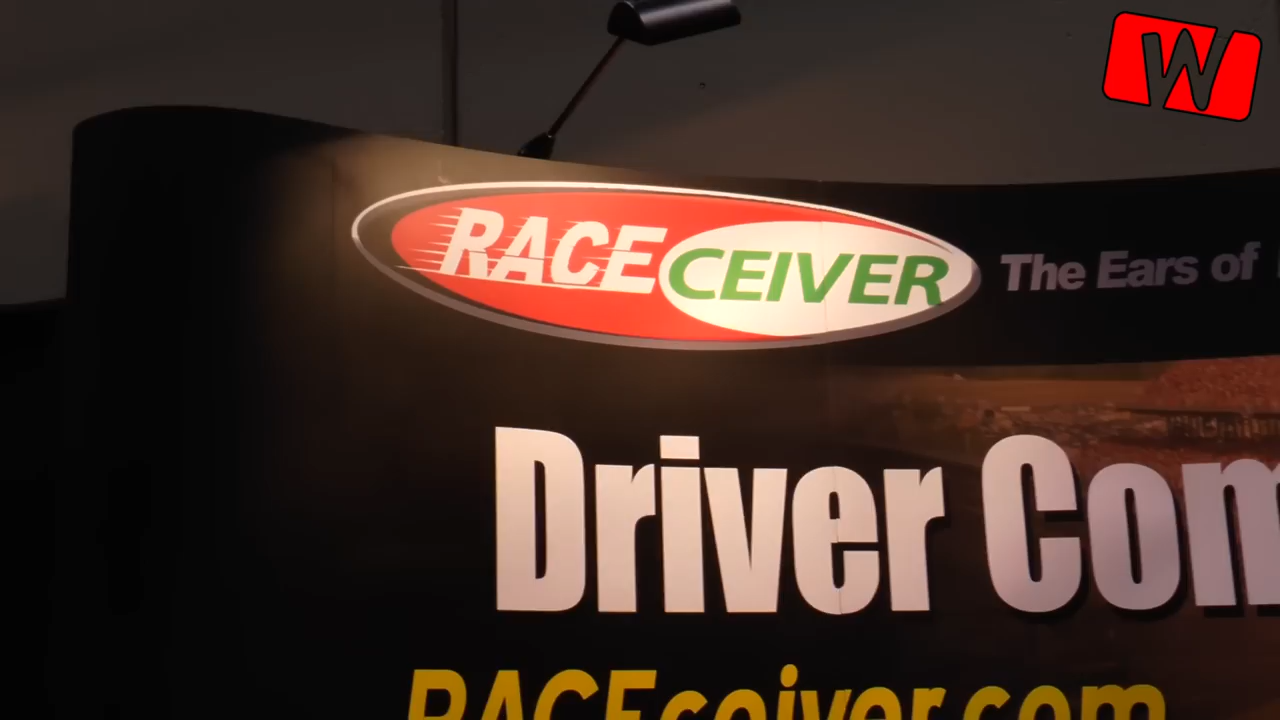 W
RACECEIVER
The Ears of
Driver Com
RACEceiver.com